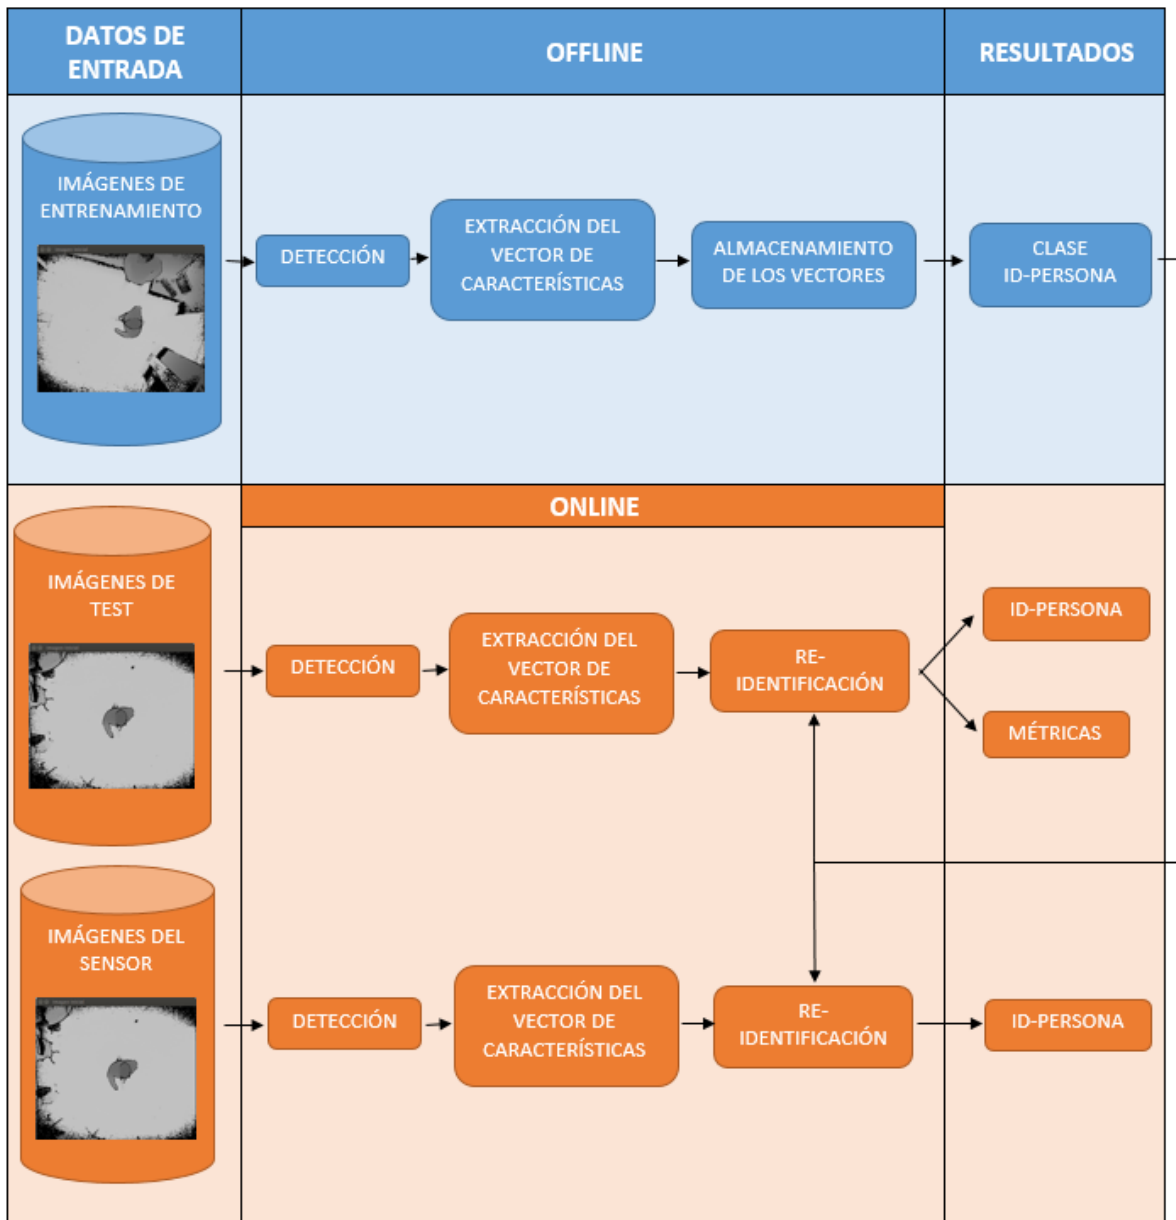 DATOS DE
ENTRADA
OFFLINE
RESULTADOS
IMÁGENES DE
ENTRENAMIENTO
DETECCIÓN
EXTRACCIÓN DEL
VECTOR DE
CARACTERÍSTICAS
ALMACENAMIENTO
DE LOS VECTORES
CLASE
ID-PERSONA
ONLINE
IMÁGENES DE
TEST
DETECCIÓN
EXTRACCIÓN DEL
VECTOR DE
CARACTERÍSTICAS
RE-
IDENTIFICACIÓN
ID-PERSONA
MÉTRICAS
IMÁGENES DEL
SENSOR
DETECCIÓN
EXTRACCIÓN DEL
VECTOR DE
CARACTERÍSTICAS
RE-
IDENTIFICACIÓN
ID-PERSONA